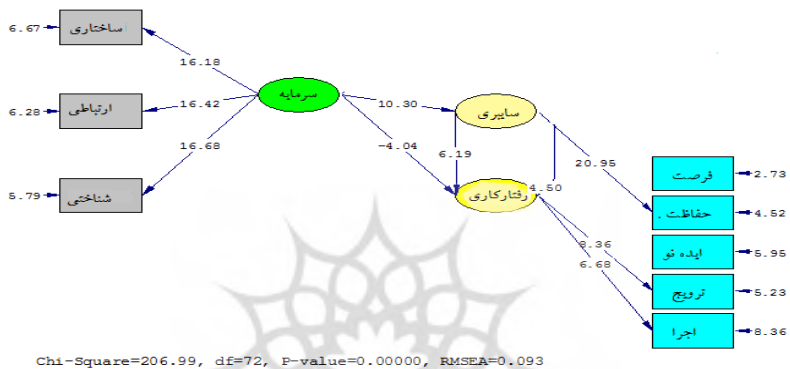 6.67
ساختاری
16.18
6.28
ارتباطی
16.42
سرمایه
10.30
سایبری
16.68
-4.04
6.19
20.95
5.79
شناختی
رفتارکاری
4.50
فرصت
2.73
حفاظت .
4.52
8.36
ایده نو
5.95
6.68
ترویج
5.23
اجرا
8.36
Chi-Square=206.99, df=72, P-value=0.00000, RMSEA=0.093